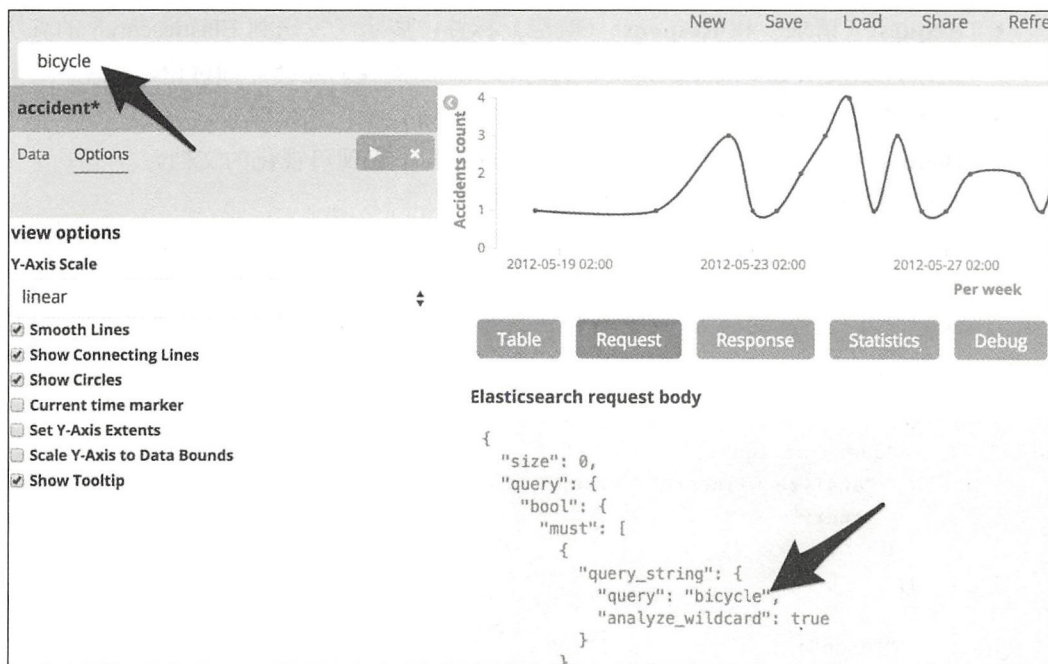 New Save Load Share Refre
bicycle
accident*
Data Options
view options
Y-Axis Scale
linear
Smooth Lines
Show Connecting Lines
Show Circles
Current time marker
Set Y-Axis Extents
Scale Y-Axis to Data Bounds
Show Tooltip
Accidents count
4
3
2
1
0
2012-05-19 02:00 2012-05-23 02:00 2012-05-27 02:00
Per week
Table Request Response Statistics Debug
Elasticsearch request body
{
"size": 0,
"query": {
"bool": {
"must": [
{
"query_string": {
"query": "bicycle",
"analyze_wildcard": true
}
}